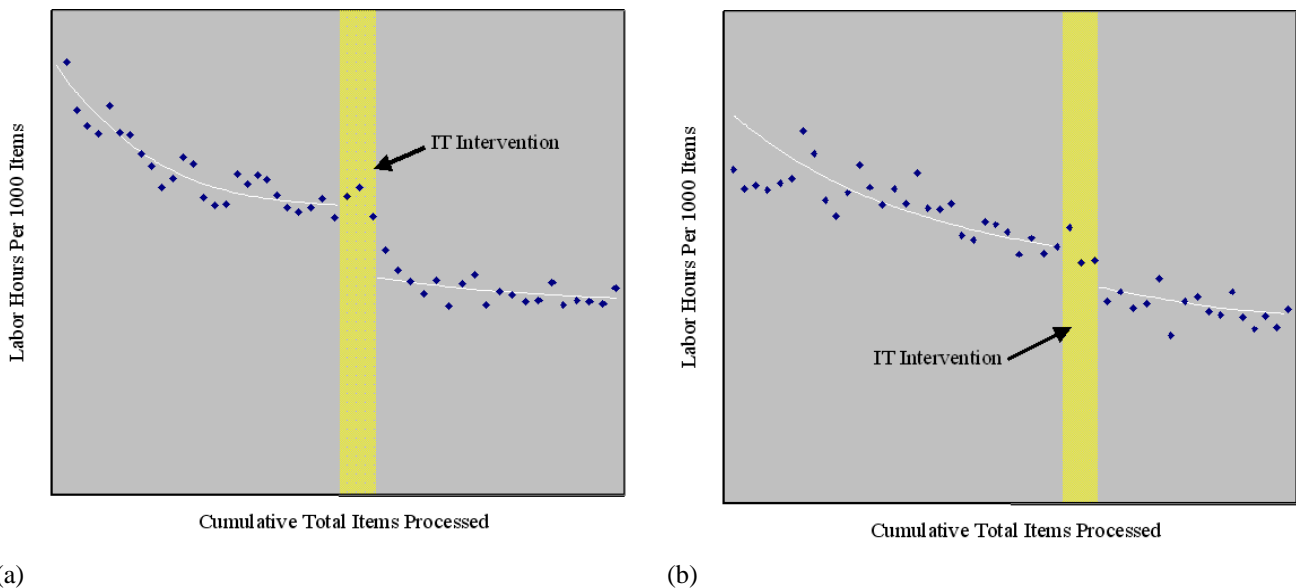 Labor Hours Per 1000 Items
IT Intervention
Cumulative Total Items Processed
(a)
Labor Hours Per 1000 Items
IT Intervention
Cumulative Total Items Processed
(b)